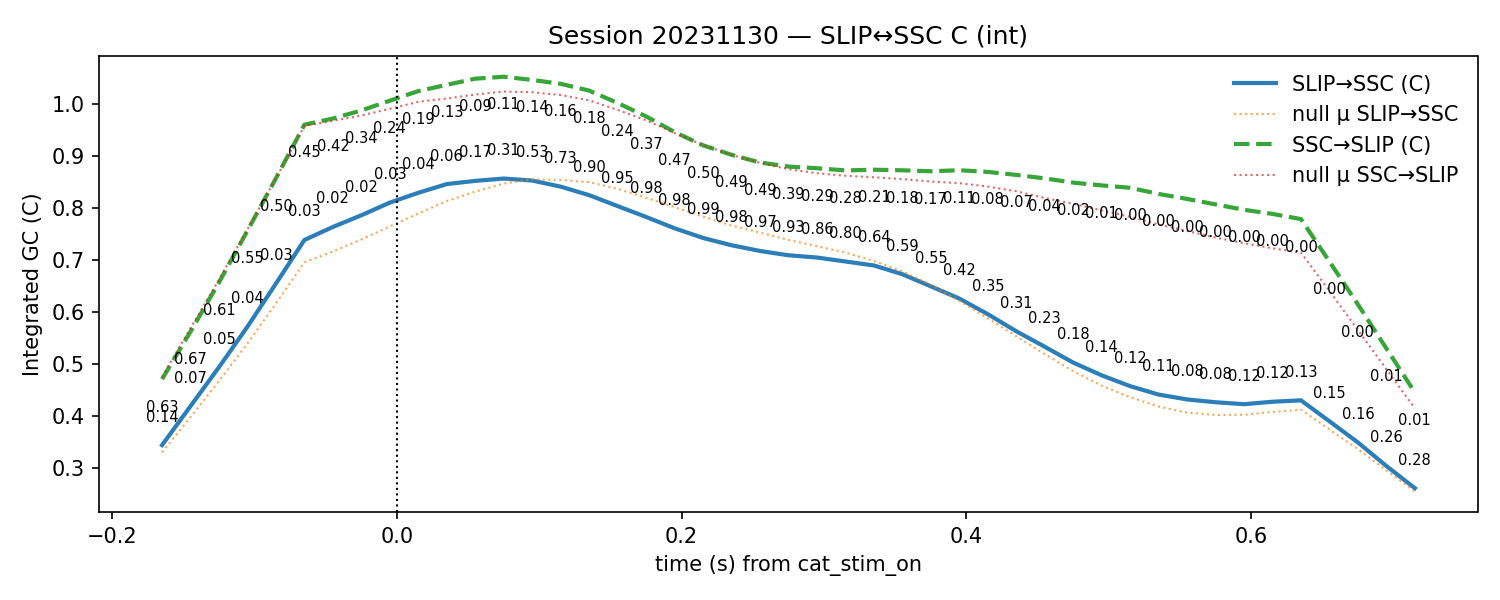 Session 20231130 — SLIP↔SSC C (int)
Integrated GC (C)
1.0
0.9
0.8
0.7
0.6
0.5
0.4
0.3
SLIP→SSC (C)
null μ SLIP→SSC
SSC→SLIP (C)
null μ SSC→SLIP
0.63 0.67 0.61 0.55 0.50 0.45 0.42 0.34 0.24 0.19 0.13 0.09 0.11 0.14 0.16 0.18 0.24 0.37 0.47 0.50 0.49 0.49 0.39 0.29 0.28 0.21 0.18 0.17 0.11 0.08 0.07 0.04 0.02 0.01 0.00 0.00 0.00 0.00 0.00 0.00 0.00 0.00 0.00 0.01 0.01
0.14 0.07 0.05 0.04 0.03 0.03 0.02 0.02 0.03 0.04 0.06 0.17 0.31 0.53 0.73 0.90 0.95 0.98 0.98 0.99 0.98 0.97 0.93 0.86 0.80 0.64 0.59 0.55 0.42 0.35 0.31 0.23 0.18 0.14 0.12 0.11 0.08 0.08 0.12 0.12 0.13 0.15 0.16 0.26 0.28
−0.2 0.0 0.2 0.4 0.6
time (s) from cat_stim_on